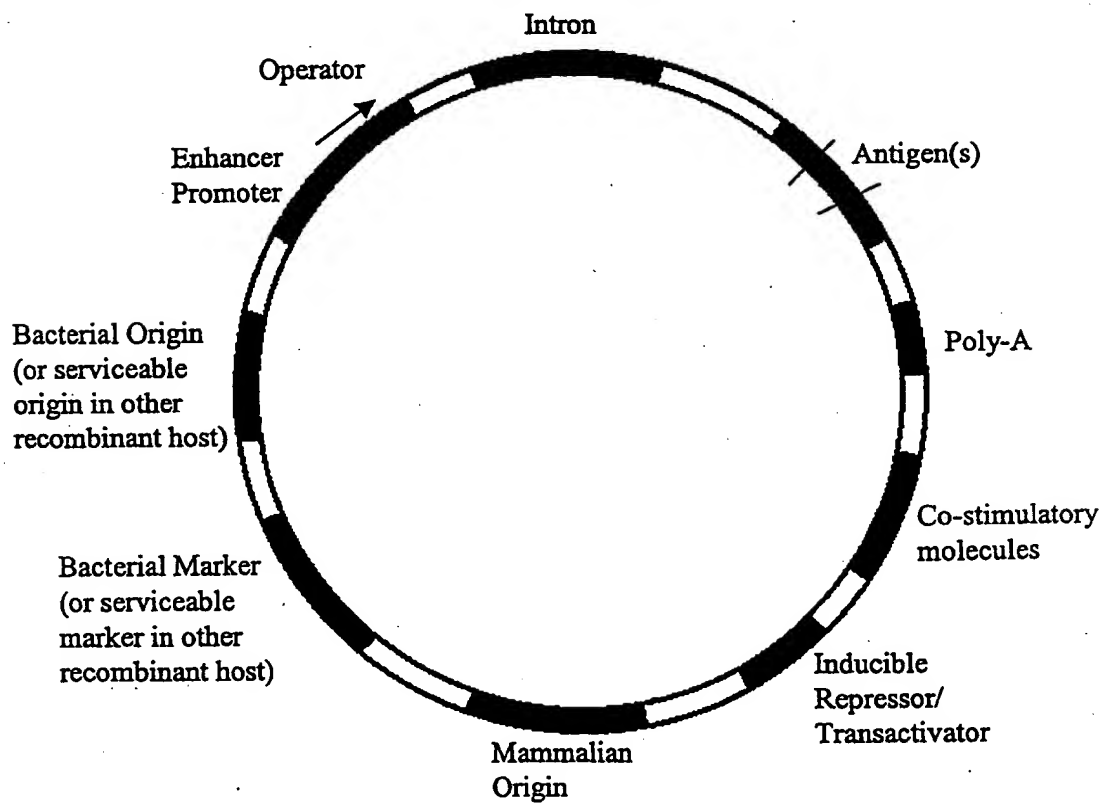 Intron
Operator
Enhancer
Promoter
Antigen(s)
Bacterial Origin
(or serviceable
origin in other
recombinant host)
Poly-A
Co-stimulatory
molecules
Bacterial Marker
(or serviceable
marker in other
recombinant host)
Inducible
Repressor/
Transactivator
Mammalian
Origin